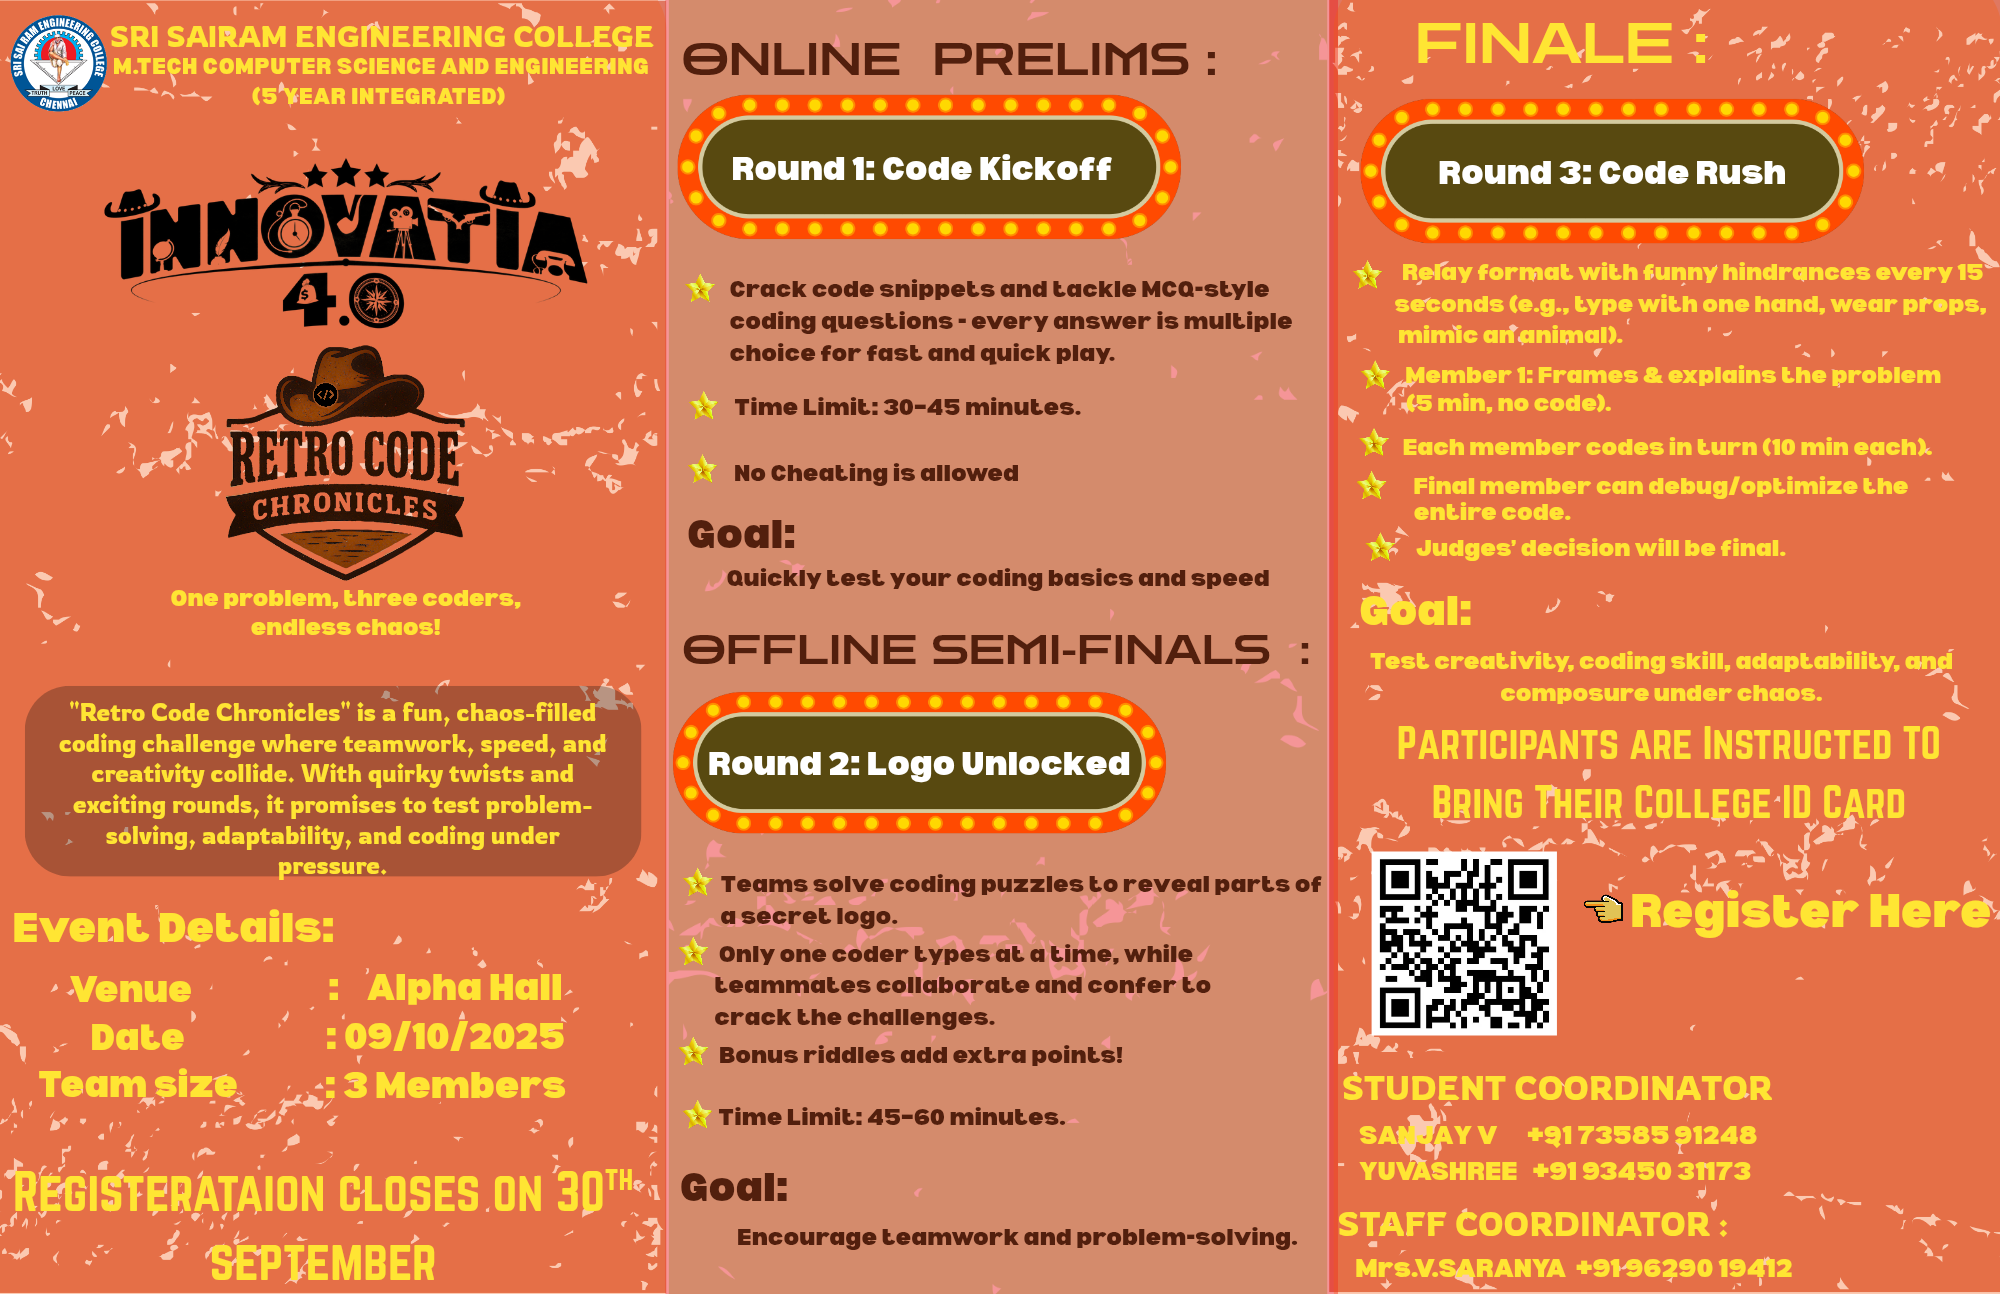 SRI SAIRAM ENGINEERING COLLEGE
M.TECH COMPUTER SCIENCE AND ENGINEERING
(5 YEAR INTEGRATED)
SRI SAI RAM ENGINEERING COLLEGE
TRUTH LOVE PEACE
CHENNAI
INNOVATIA
4.0
</>
RETRO CODE
CHRONICLES
One problem, three coders,
endless chaos!
"Retro Code Chronicles" is a fun, chaos-filled
coding challenge where teamwork, speed, and
creativity collide. With quirky twists and
exciting rounds, it promises to test problem-
solving, adaptability, and coding under
pressure.
Event Details:
Venue : Alpha Hall
Date : 09/10/2025
Team size : 3 Members
REGISTERATAION CLOSES ON 30TH
SEPTEMBER
ONLINE PRELIMS :
Round 1: Code Kickoff
Crack code snippets and tackle MCQ-style
coding questions - every answer is multiple
choice for fast and quick play.
Time Limit: 30–45 minutes.
No Cheating is allowed
Goal:
Quickly test your coding basics and speed
OFFLINE SEMI-FINALS :
Round 2: Logo Unlocked
Teams solve coding puzzles to reveal parts of
a secret logo.
Only one coder types at a time, while
teammates collaborate and confer to
crack the challenges.
Bonus riddles add extra points!
Time Limit: 45–60 minutes.
Goal:
Encourage teamwork and problem-solving.
FINALE :
Round 3: Code Rush
Relay format with funny hindrances every 15
seconds (e.g., type with one hand, wear props,
mimic an animal).
Member 1: Frames & explains the problem
(5 min, no code).
Each member codes in turn (10 min each).
Final member can debug/optimize the
entire code.
Judges' decision will be final.
Goal:
Test creativity, coding skill, adaptability, and
composure under chaos.
PARTICIPANTS ARE INSTRUCTED TO
BRING THEIR COLLEGE ID CARD
Register Here
STUDENT COORDINATOR
SANJAY V +91 73585 91248
YUVASHREE +91 93450 31173
STAFF COORDINATOR :
Mrs.V.SARANYA +91 96290 19412